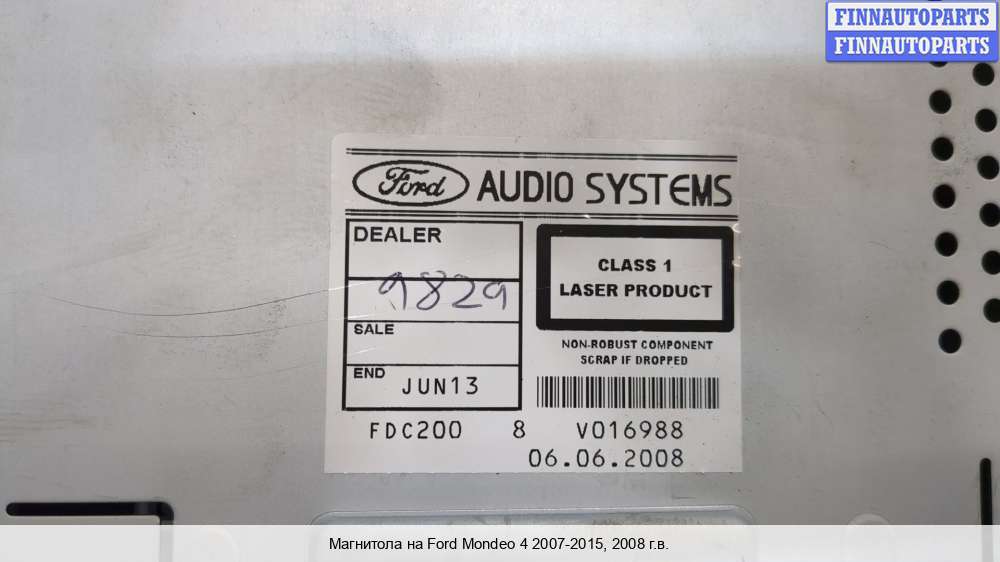 FINNAUTOPARTS
FINNAUTOPARTS
Ford AUDIO SYSTEMS
DEALER
9829
SALE
END JUN13
CLASS 1
LASER PRODUCT
NON-ROBUST COMPONENT
SCRAP IF DROPPED
FDC200 8 V016988
06.06.2008
Магнитола на Ford Mondeo 4 2007-2015, 2008 г.в.